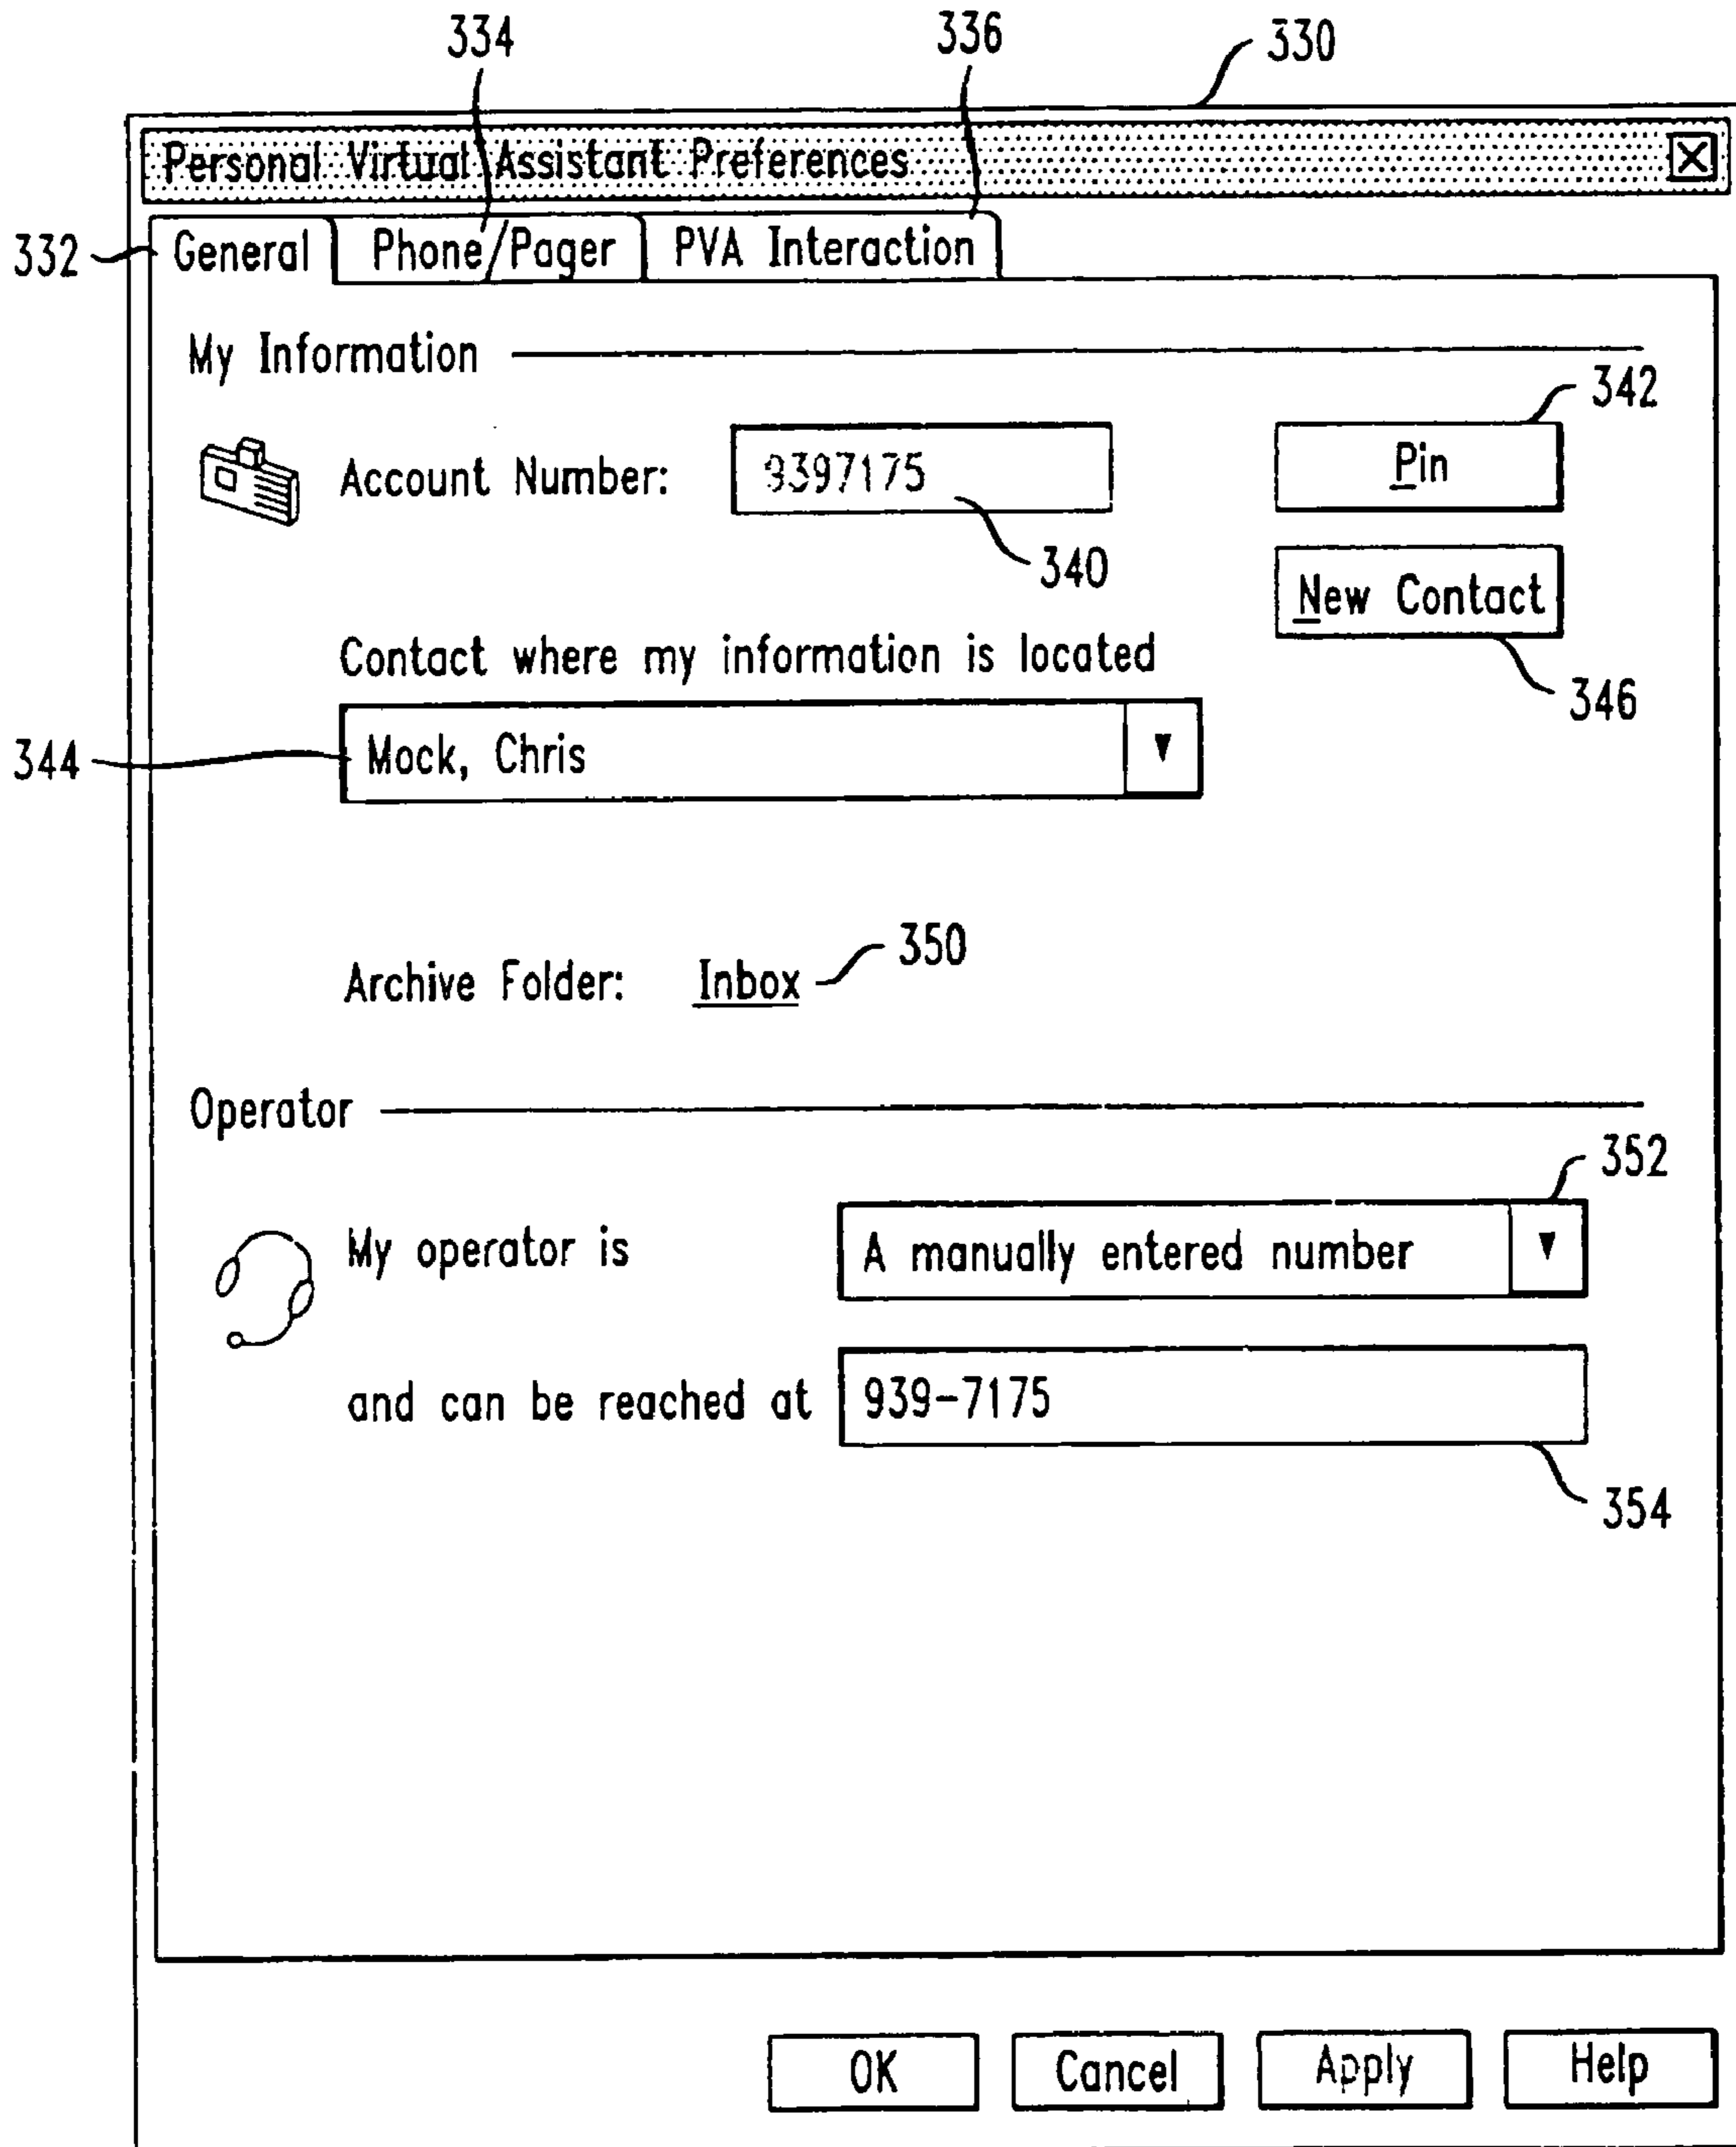 334 336 330
Personal Virtual Assistant Preferences
332 General Phone/Pager PVA Interaction
My Information
342
Account Number: 9397175 Pin
340
New Contact
Contact where my information is located
346
344 Mock, Chris
350
Archive Folder: Inbox
Operator
352
My operator is A manually entered number
and can be reached at 939-7175
354
OK Cancel Apply Help